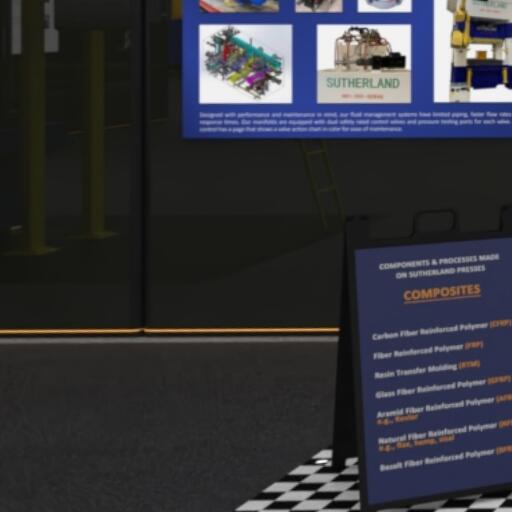 SUTHERLAND
Designed with performance and maintenance in mind, our fluid management systems have limited piping, faster flow rates
response times. Our manifolds are equipped with dual safety rated control valves and pressure testing ports for each valve.
control has a page that shows a valve action chart in color for ease of maintenance.
COMPONENTS & PROCESSES MADE
ON SUTHERLAND PRESSES
COMPOSITES
Carbon Fiber Reinforced Polymer (CFRP)
Fiber Reinforced Polymer (FRP)
Resin Transfer Molding (RTM)
Glass Fiber Reinforced Polymer (GFRP)
Aramid Fiber Reinforced Polymer
e.g., Kevlar
Natural Fiber Reinforced Polymer
e.g., flax, hemp, sisal
Basalt Fiber Reinforced Polymer